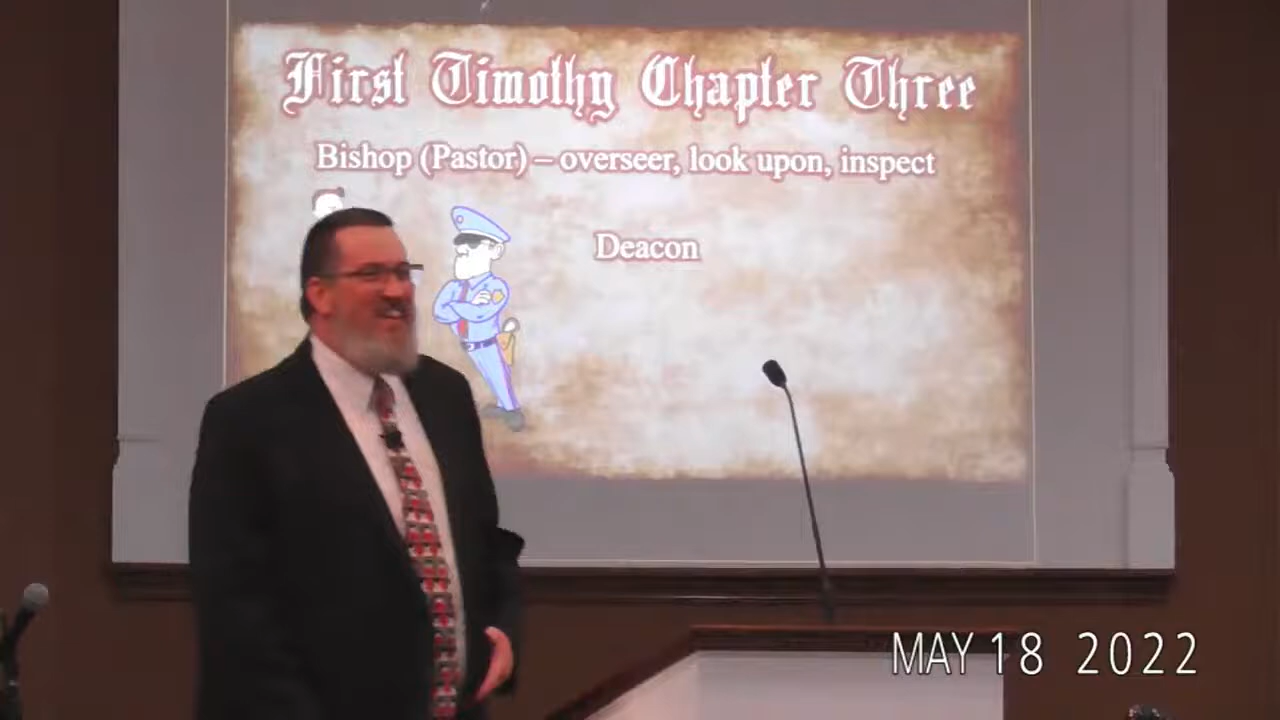 First Timothy Chapter Three
Bishop (Pastor) – overseer, look upon, inspect
Deacon
MAY 18 2022